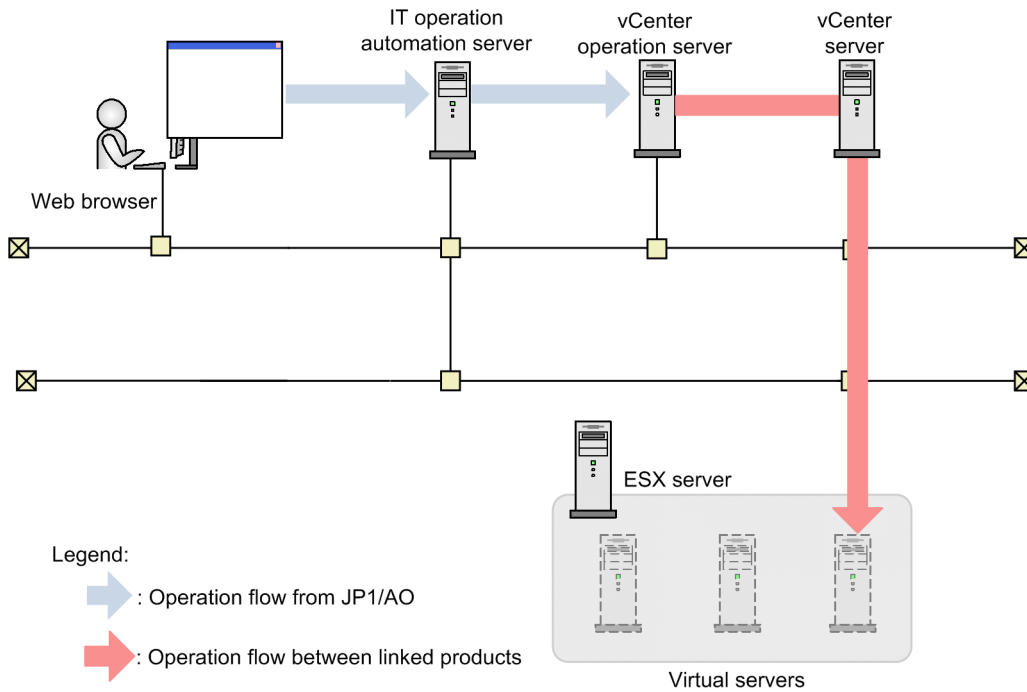 IT operation
automation server
vCenter
operation server
vCenter
server
Web browser
ESX server
Legend:
: Operation flow from JP1/AO
: Operation flow between linked products
Virtual servers